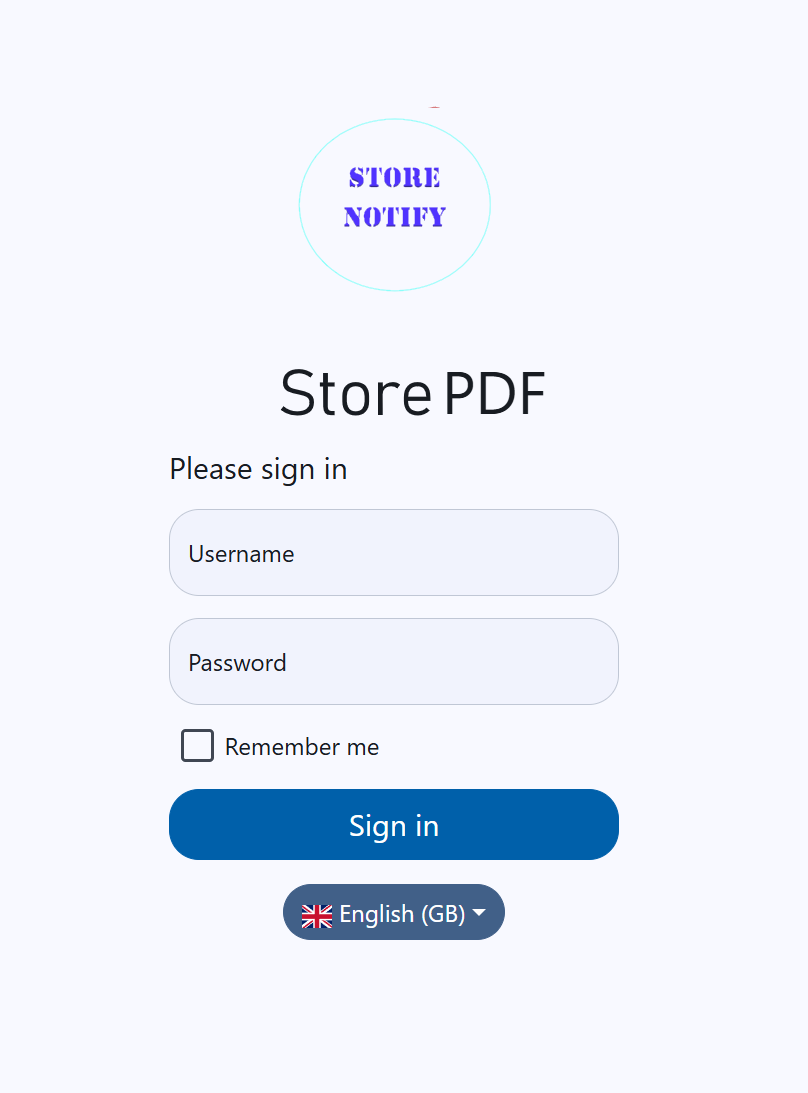 STORE
NOTIFY
Store PDF
Please sign in
Username
Password
Remember me
Sign in
English (GB)